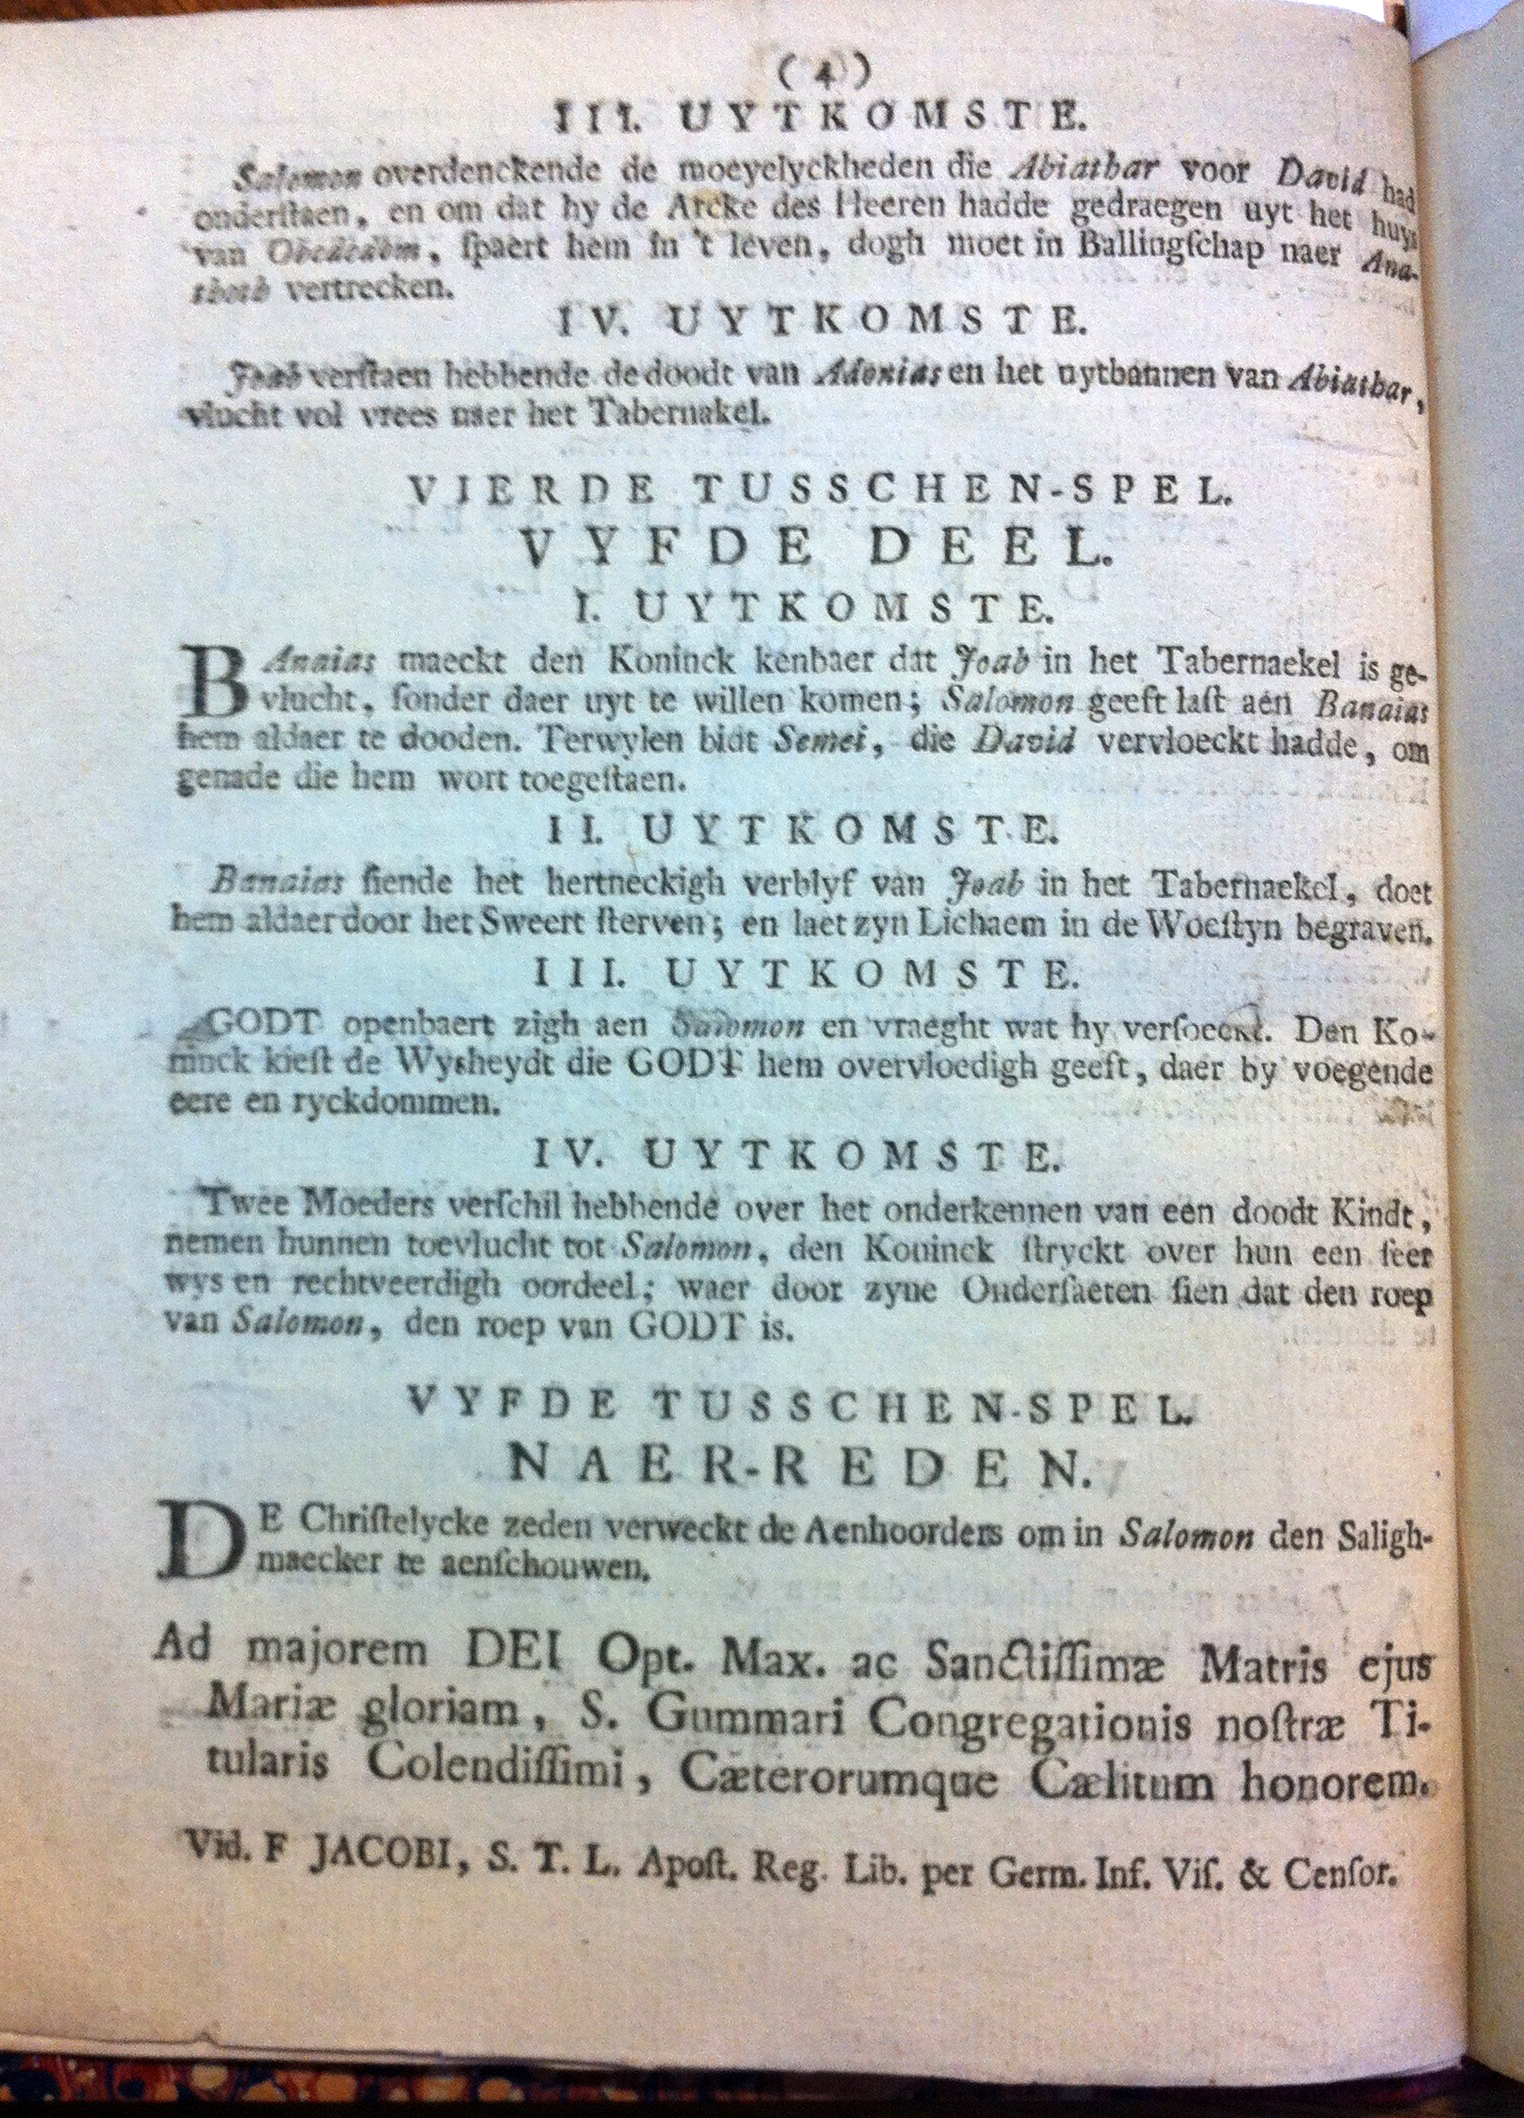 (4)
III. UYTKOMSTE.
Salomon overdenckende de moeyelyckheden die Abiathar voor David had
onderſtaen, en om dat hy de Arcke des Heeren hadde gedraegen uyt het huys
van Obededom, ſpaert hem in 't leven, dogh moet in Ballingſchap naer Ana-
thoth vertrecken.
IV. UYTKOMSTE.
Joab verſtaen hebbende de doodt van Adonias en het uytbannen van Abiathar,
vlucht vol vrees naer het Tabernakel.
VIERDE TUSSCHEN-SPEL.
VYFDE DEEL.
I. UYTKOMSTE.
BAnaias maeckt den Koninck kenbaer dat Joab in het Tabernaekel is ge-
vlucht, ſonder daer uyt te willen komen; Salomon geeft laſt aen Banaias
hem aldaer te dooden. Terwylen bidt Semei, die David vervloeckt hadde, om
genade die hem wort toegeſtaen.
II. UYTKOMSTE.
Banaias ſiende het hertneckigh verblyf van Joab in het Tabernaekel, doet
hem aldaer door het Sweert ſterven; en laet zyn Lichaem in de Woeſtyn begraven.
III. UYTKOMSTE.
GODT openbaert zigh aen Salomon en vraeght wat hy verſoeckt. Den Ko-
ninck kieſt de Wysheydt die GODT hem overvloedigh geeft, daer by voegende
eere en ryckdommen.
IV. UYTKOMSTE.
Twee Moeders verſchil hebbende over het onderkennen van een doodt Kindt,
nemen hunnen toevlucht tot Salomon, den Koninck ſtryckt over hun een ſeer
wys en rechtveerdigh oordeel; waer door zyne Onderſaeten ſien dat den roep
van Salomon, den roep van GODT is.
VYFDE TUSSCHEN-SPEL.
NAER-REDEN.
DE Chriſtelycke zeden verweckt de Aenhoorders om in Salomon den Saligh-
maecker te aenſchouwen.
Ad majorem DEI Opt. Max. ac Sanctiſſimæ Matris ejus
Mariæ gloriam, S. Gummari Congregationis noſtræ Ti-
tularis Colendiſſimi, Cæterorumque Cælitum honorem.
Vid. F JACOBI, S. T. L. Apoſt. Reg. Lib. per Germ. Inf. Viſ. & Cenſor.